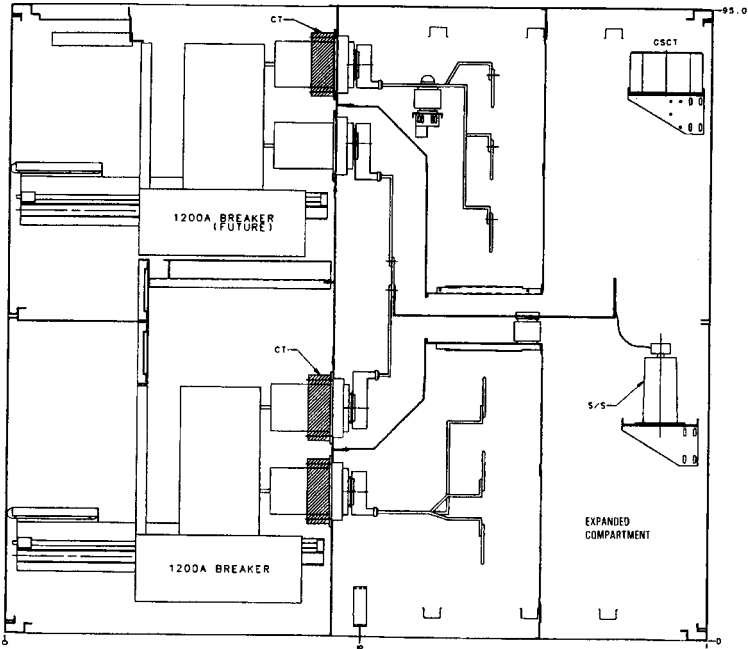 CT
95.0
CSCT
1200A BREAKER
(FUTURE)
CT
S/S
EXPANDED
COMPARTMENT
1200A BREAKER
0
0